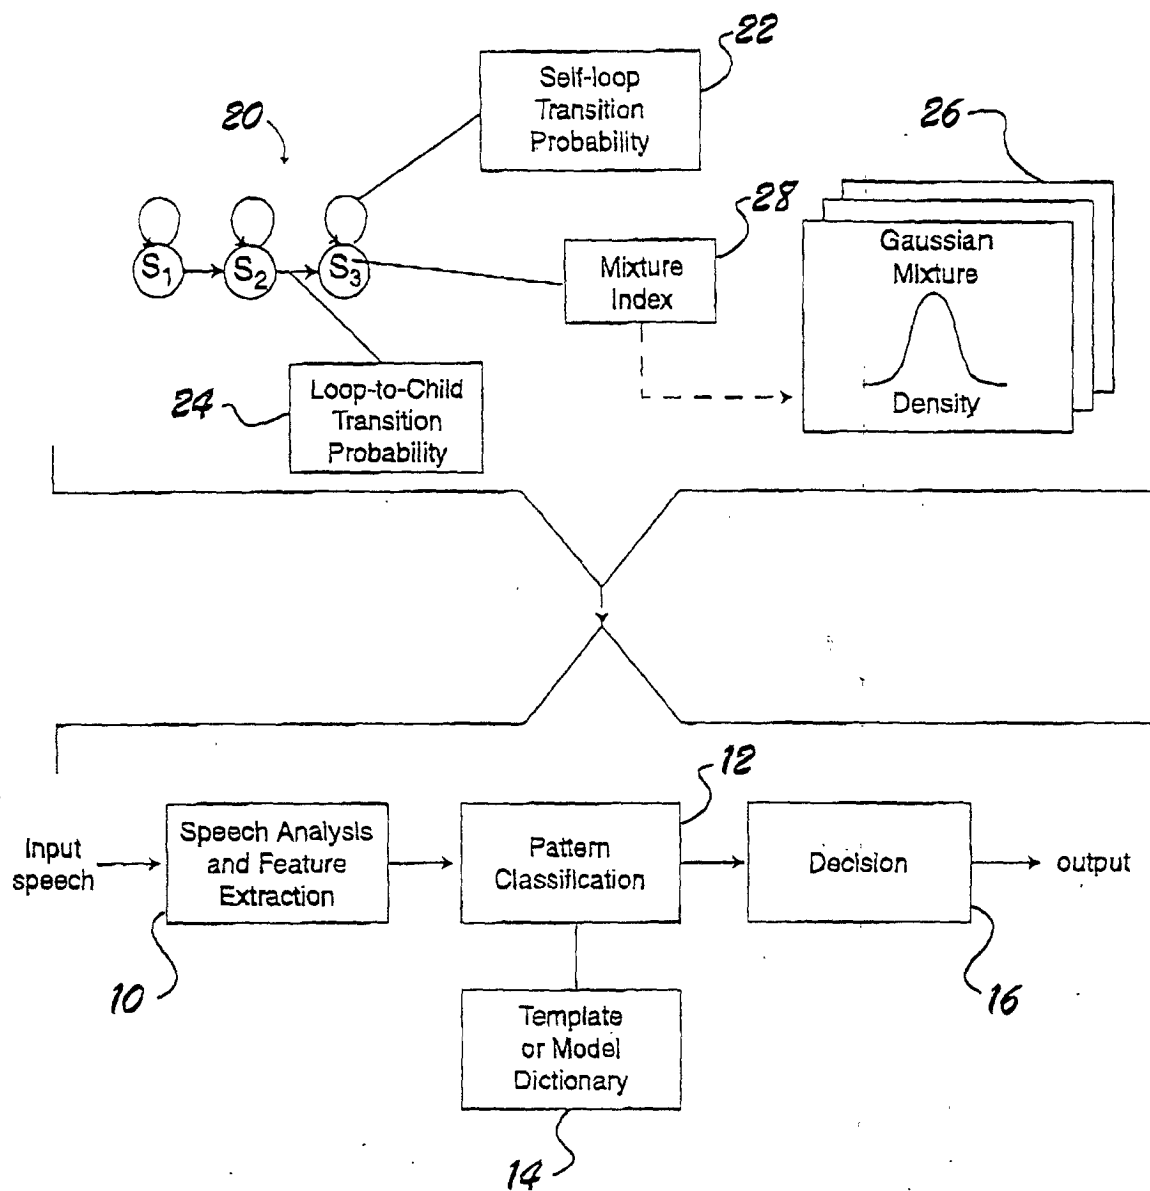 22
Self-loop
Transition
Probability
20
26
28
S1
S2
S3
Mixture
Index
Gaussian
Mixture
Density
24
Loop-to-Child
Transition
Probability
12
Input
speech
Speech Analysis
and Feature
Extraction
Pattern
Classification
Decision
output
10
16
Template
or Model
Dictionary
14